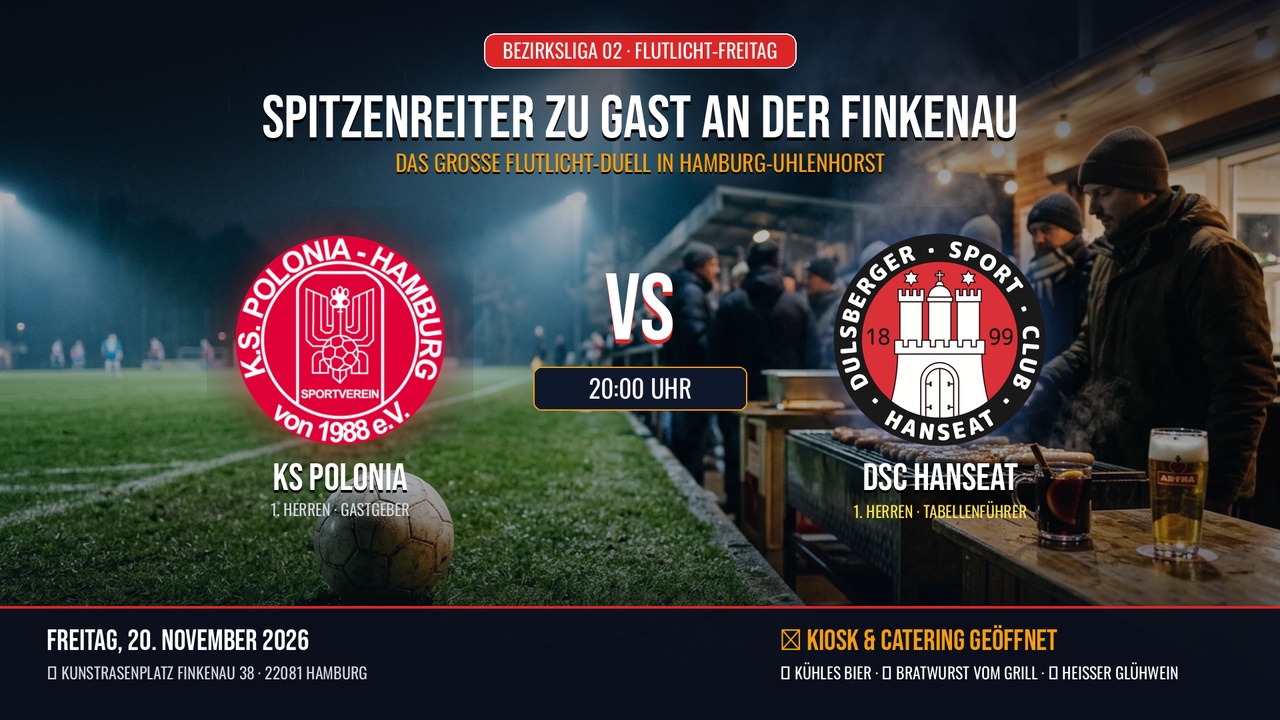 BEZIRKSLIGA 02 · FLUTLICHT-FREITAG
SPITZENREITER ZU GAST AN DER FINKENAU
DAS GROSSE FLUTLICHT-DUELL IN HAMBURG-UHLENHORST
K.S. POLONIA - HAMBURG
SPORTVEREIN
von 1988 e.V.
VS
20:00 UHR
DULSBERGER · SPORT · CLUB · HANSEAT ·
18 99
KS POLONIA
1. HERREN · GASTGEBER
DSC HANSEAT
1. HERREN · TABELLENFÜHRER
FREITAG, 20. NOVEMBER 2026
KUNSTRASENPLATZ FINKENAU 38 · 22081 HAMBURG
KIOSK & CATERING GEÖFFNET
KÜHLES BIER · BRATWURST VOM GRILL · HEISSER GLÜHWEIN